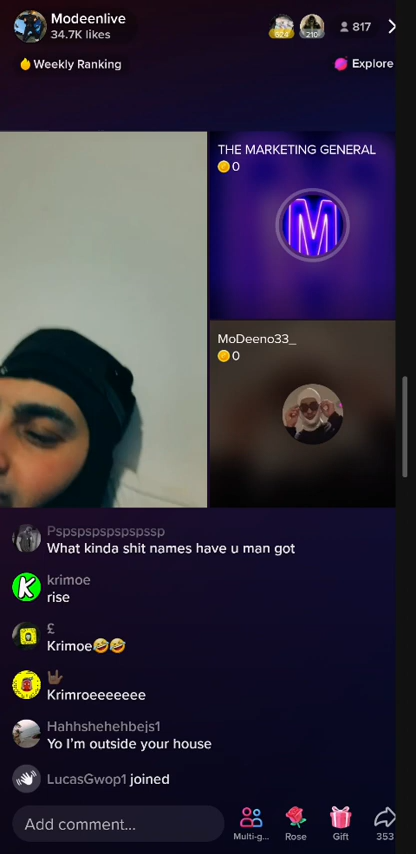 Modeenlive
34.7K likes
624
210
817
Weekly Ranking
Explore
THE MARKETING GENERAL
0
M
MoDeeno33_
0
Pspspspspspspssp
What kinda shit names have u man got
krimoe
K
rise
£
Krimoe🤣🤣
🤟🏿
Krimroeeeeeee
Hahhshehehbejs1
Yo I'm outside your house
LucasGwop1 joined
Add comment...
Multi-g...
Rose
Gift
353